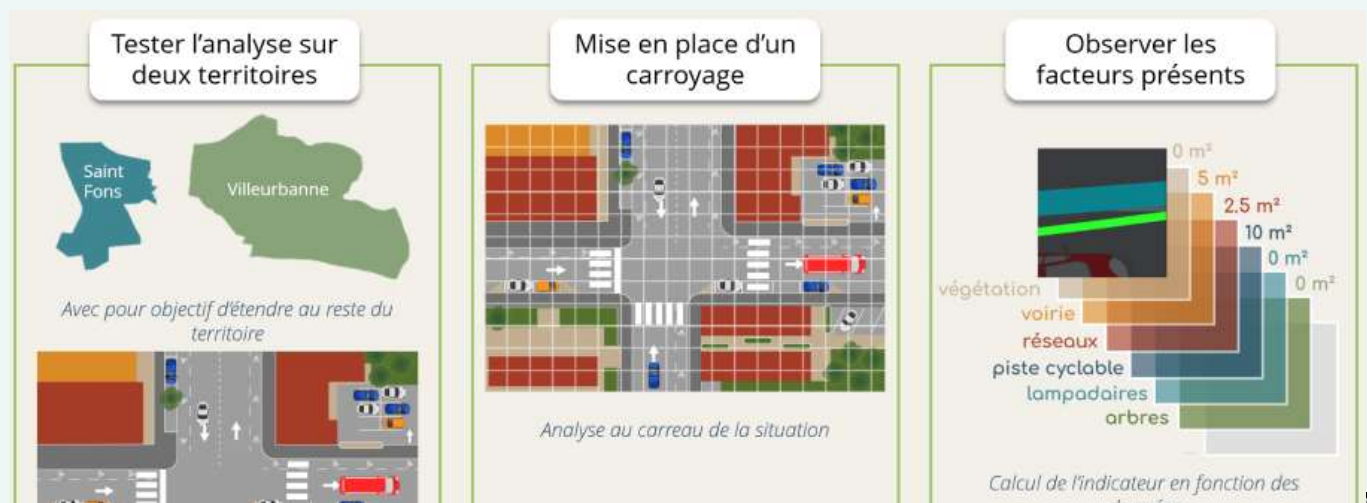 Tester l’analyse sur
deux territoires
Saint
Fons
Villeurbanne
Avec pour objectif d’étendre au reste du
territoire
Mise en place d’un
carroyage
Analyse au carreau de la situation
Observer les
facteurs présents
0 m²
5 m²
2.5 m²
10 m²
0 m²
0 m²
végétation
voirie
réseaux
piste cyclable
lampadaires
arbres
...
Calcul de l’indicateur en fonction des